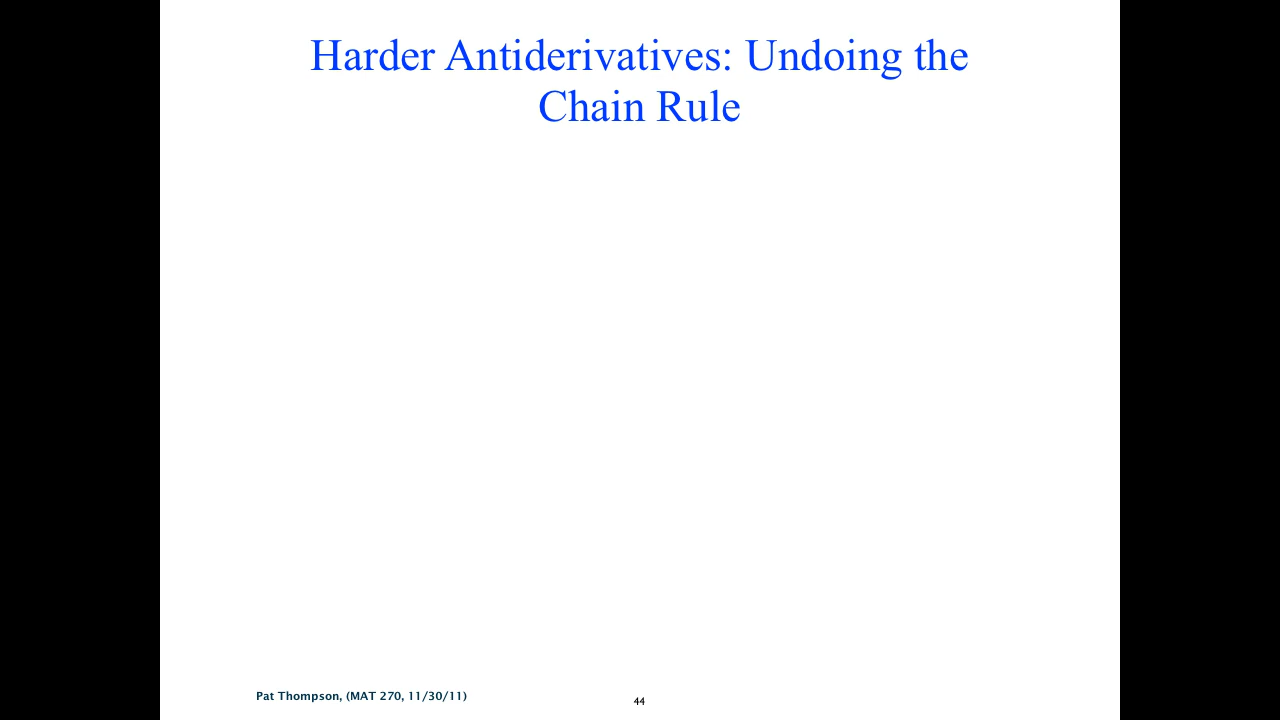 Harder Antiderivatives: Undoing the
Chain Rule
Pat Thompson, (MAT 270, 11/30/11)
44